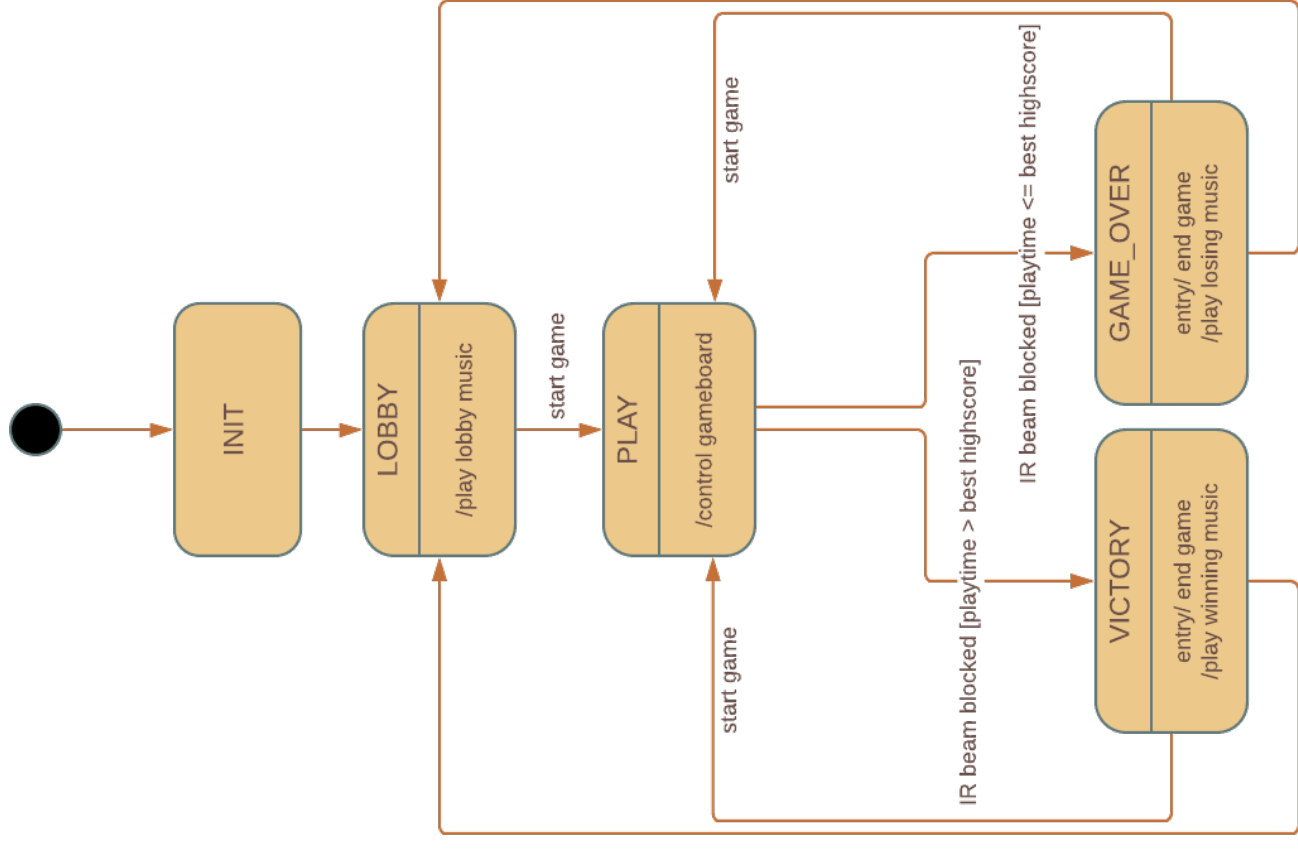 INIT
LOBBY
/play lobby music
start game
PLAY
/control gameboard
start game
start game
IR beam blocked [playtime > best highscore]
IR beam blocked [playtime <= best highscore]
VICTORY
entry/ end game
/play winning music
GAME_OVER
entry/ end game
/play losing music